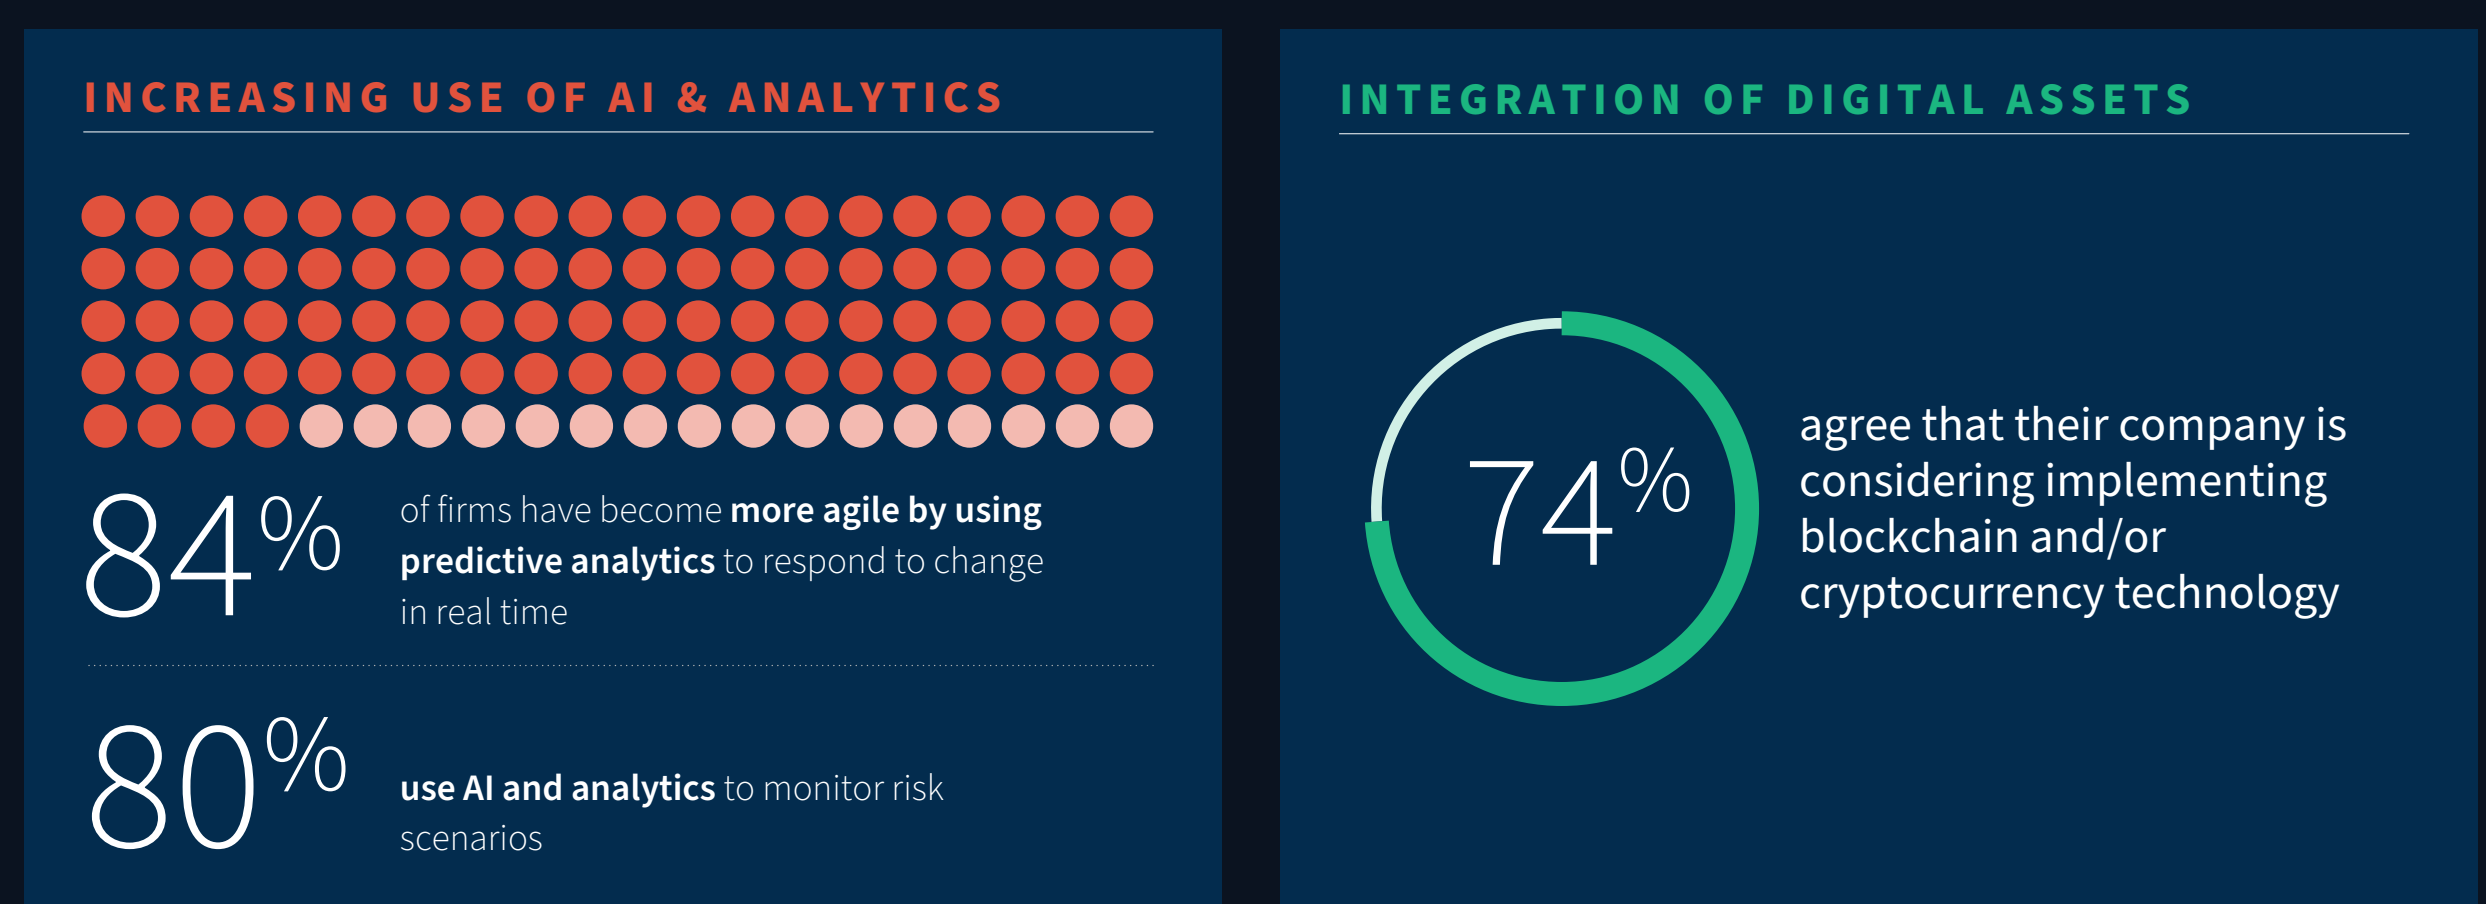 INCREASING USE OF AI & ANALYTICS
84%
of firms have become more agile by using
predictive analytics to respond to change
in real time
80%
use AI and analytics to monitor risk
scenarios
INTEGRATION OF DIGITAL ASSETS
74%
agree that their company is
considering implementing
blockchain and/or
cryptocurrency technology